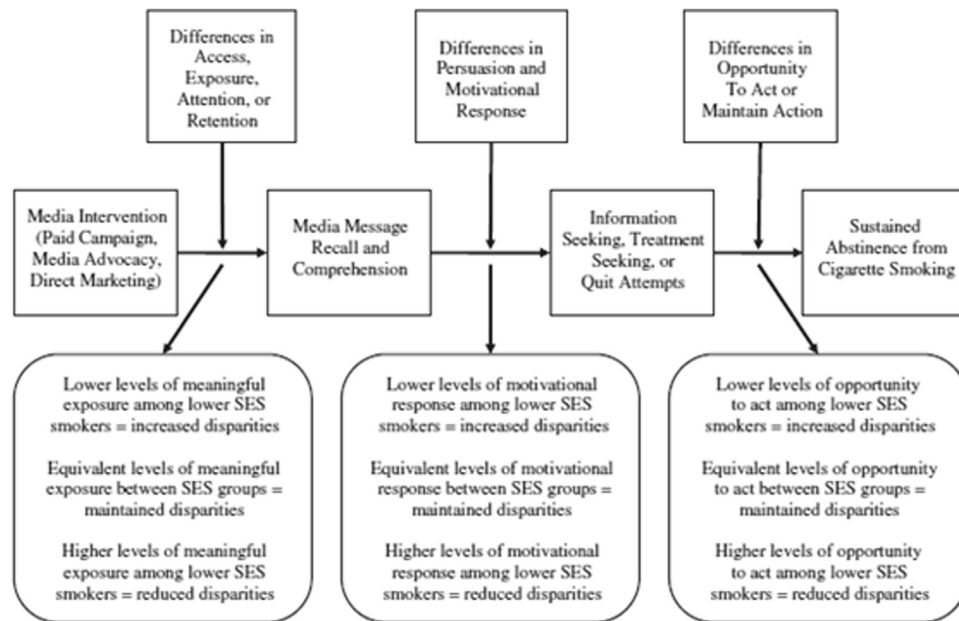 Differences in
Access,
Exposure,
Attention, or
Retention
Differences in
Persuasion and
Motivational
Response
Differences in
Opportunity
To Act or
Maintain Action
Media Intervention
(Paid Campaign,
Media Advocacy,
Direct Marketing)
Media Message
Recall and
Comprehension
Information
Seeking, Treatment
Seeking, or
Quit Attempts
Sustained
Abstinence from
Cigarette Smoking
Lower levels of meaningful
exposure among lower SES
smokers = increased disparities
Equivalent levels of meaningful
exposure between SES groups =
maintained disparities
Higher levels of meaningful
exposure among lower SES
smokers = reduced disparities
Lower levels of motivational
response among lower SES
smokers = increased disparities
Equivalent levels of motivational
response between SES groups =
maintained disparities
Higher levels of motivational
response among lower SES
smokers = reduced disparities
Lower levels of opportunity
to act among lower SES
smokers = increased disparities
Equivalent levels of opportunity
to act between SES groups =
maintained disparities
Higher levels of opportunity
to act among lower SES
smokers = reduced disparities